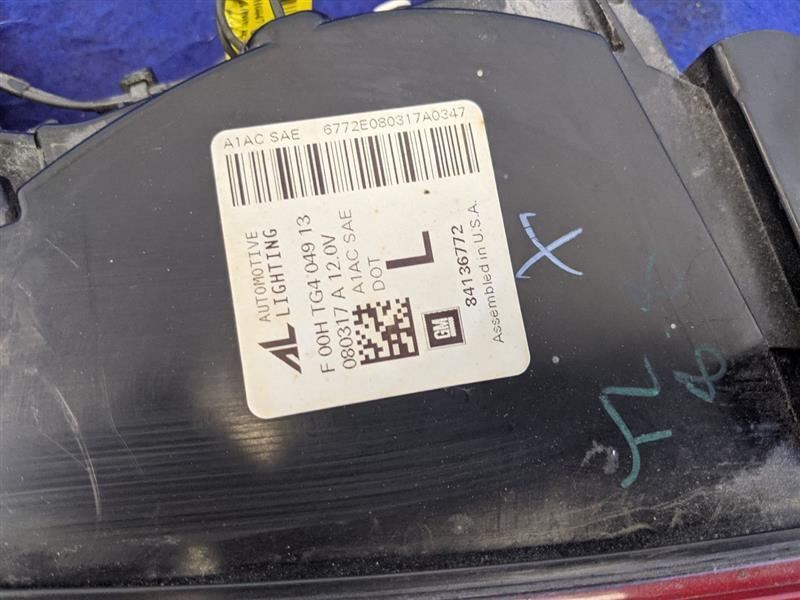 A1AC SAE 6772E080317A0347
AL AUTOMOTIVE LIGHTING
F 00H TG4 049 13
080317 A 12.0V
A1AC SAE
DOT
L
GM
84136772
Assembled in U.S.A.
X